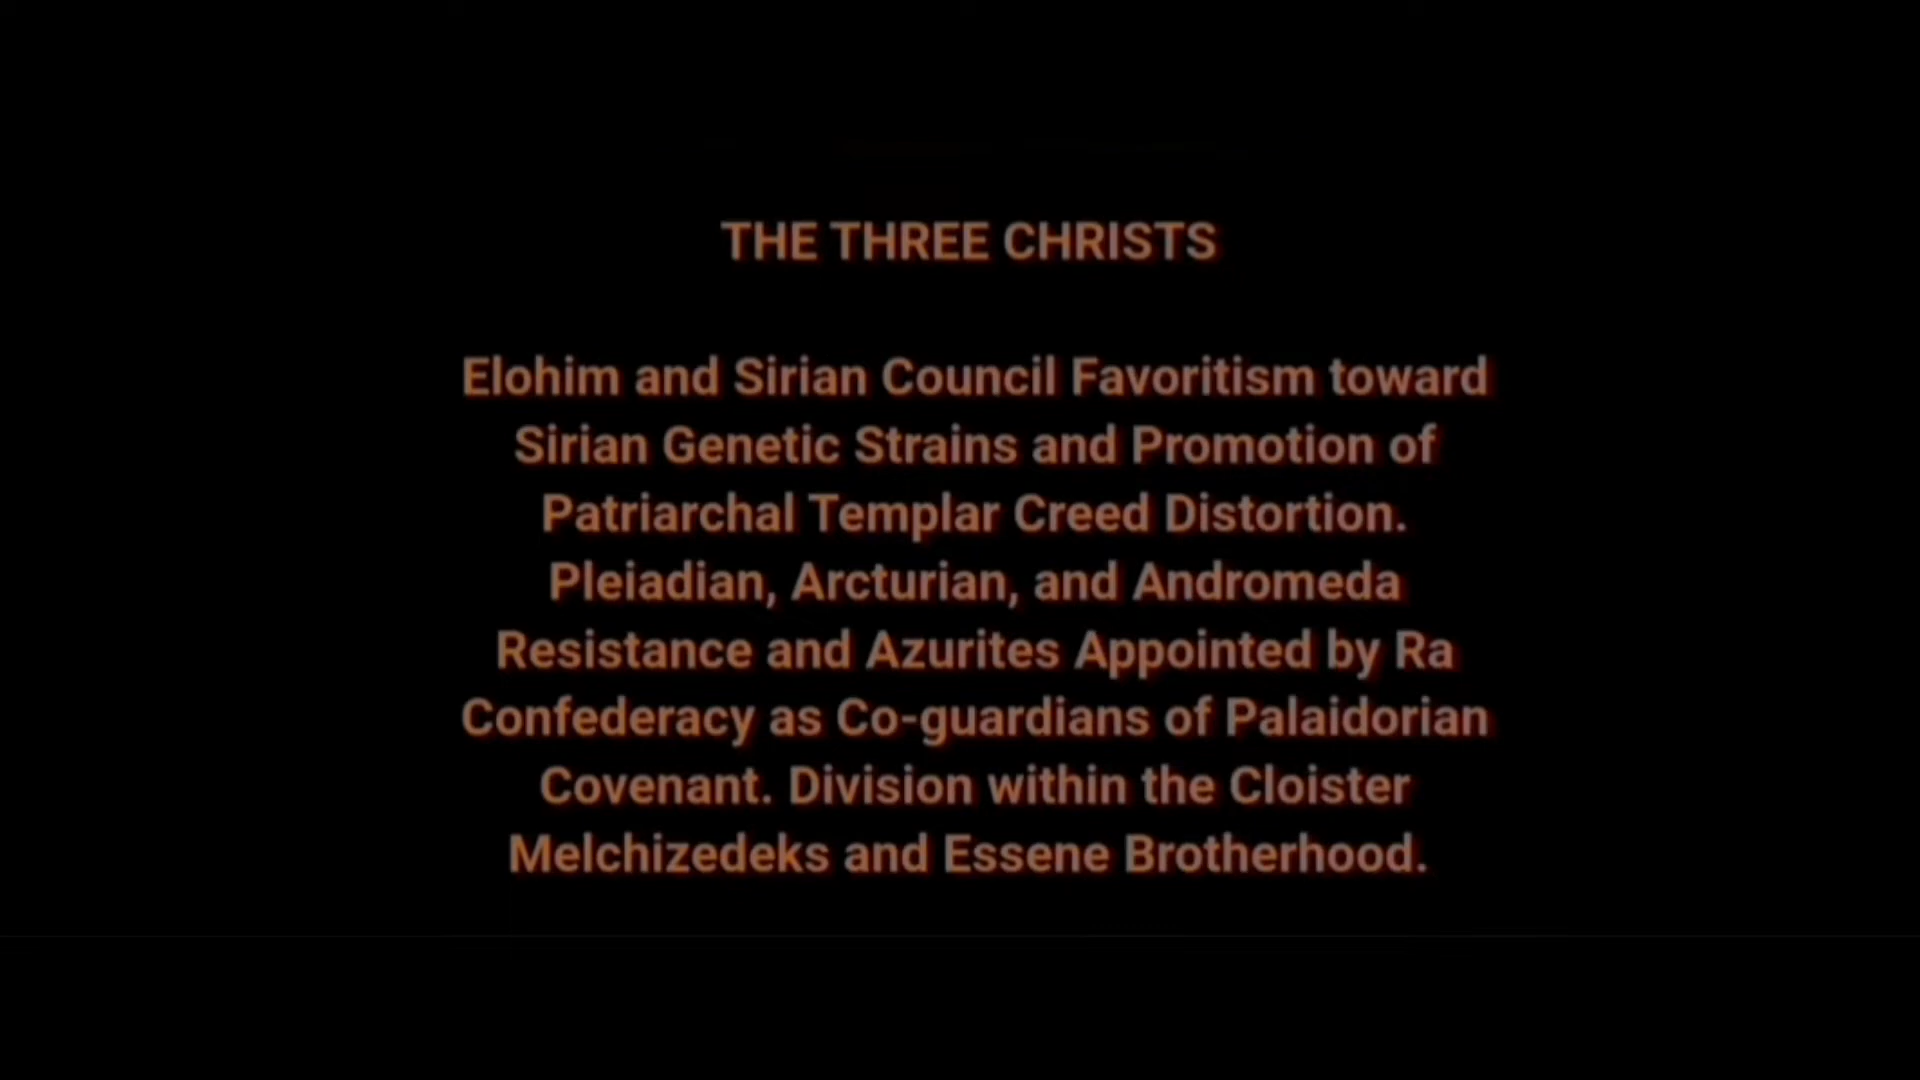 THE THREE CHRISTS
Elohim and Sirian Council Favoritism toward
Sirian Genetic Strains and Promotion of
Patriarchal Templar Creed Distortion.
Pleiadian, Arcturian, and Andromeda
Resistance and Azurites Appointed by Ra
Confederacy as Co-guardians of Palaidorian
Covenant. Division within the Cloister
Melchizedeks and Essene Brotherhood.